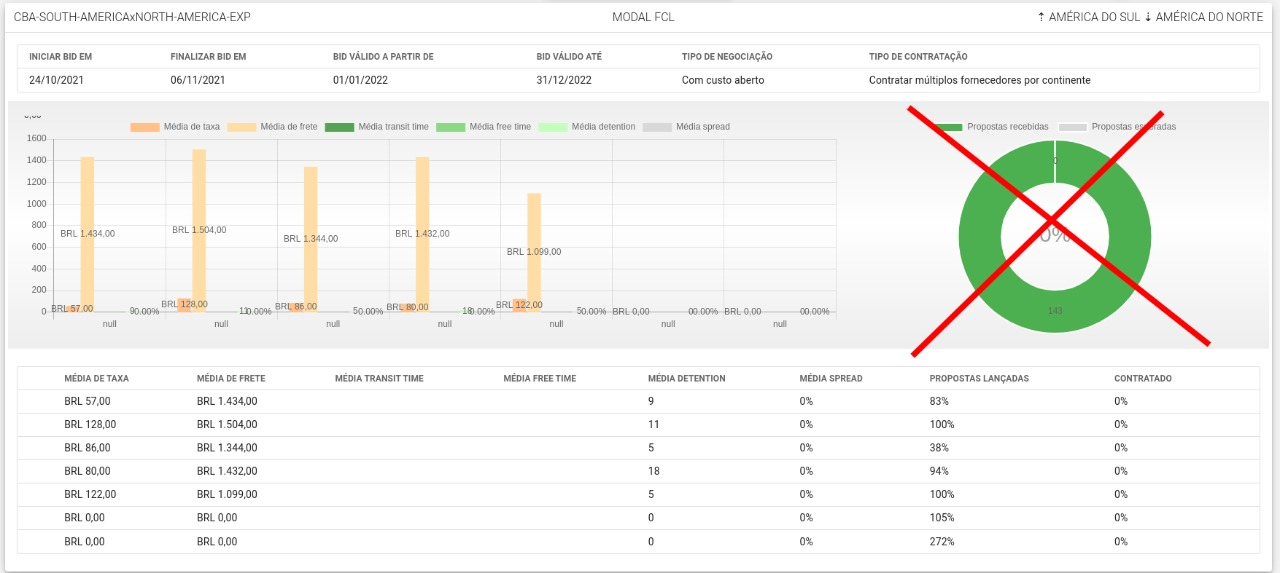 CBA-SOUTH-AMERICAxNORTH-AMERICA-EXP MODAL FCL ↑ AMÉRICA DO SUL ↓ AMÉRICA DO NORTE
INICIAR BID EM FINALIZAR BID EM BID VÁLIDO A PARTIR DE BID VÁLIDO ATÉ TIPO DE NEGOCIAÇÃO TIPO DE CONTRATAÇÃO
24/10/2021 06/11/2021 01/01/2022 31/12/2022 Com custo aberto Contratar múltiplos fornecedores por continente
Média de taxa Média de frete Média transit time Média free time Média detention Média spread
1600
1400
1200
1000
800
600
400
200
0
BRL 1.434,00 BRL 1.504,00 BRL 1.344,00 BRL 1.432,00 BRL 1.099,00
BRL 57,00 9 0.00% BRL 128,00 11 0.00% BRL 86,00 5 0.00% BRL 80,00 18 0.00% BRL 122,00 5 0.00% BRL 0,00 0 0.00% BRL 0,00 0 0.00%
null null null null null null null
Propostas recebidas Propostas esperadas
0
0%
143
MÉDIA DE TAXA MÉDIA DE FRETE MÉDIA TRANSIT TIME MÉDIA FREE TIME MÉDIA DETENTION MÉDIA SPREAD PROPOSTAS LANÇADAS CONTRATADO
BRL 57,00 BRL 1.434,00 9 0% 83% 0%
BRL 128,00 BRL 1.504,00 11 0% 100% 0%
BRL 86,00 BRL 1.344,00 5 0% 38% 0%
BRL 80,00 BRL 1.432,00 18 0% 94% 0%
BRL 122,00 BRL 1.099,00 5 0% 100% 0%
BRL 0,00 BRL 0,00 0 0% 105% 0%
BRL 0,00 BRL 0,00 0 0% 272% 0%